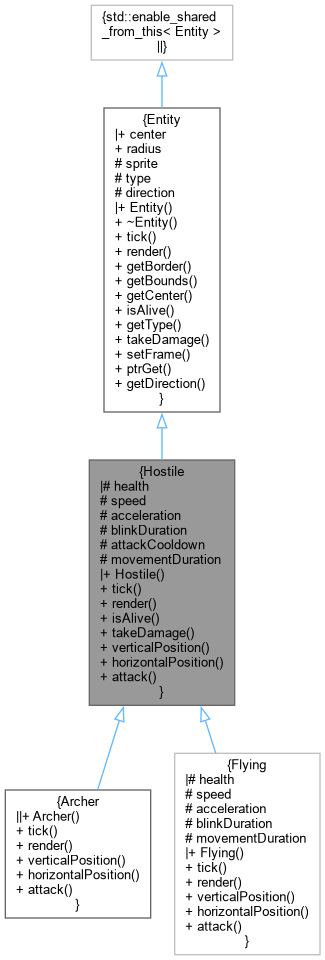 {std::enable_shared
_from_this< Entity >
||}
{Entity
|+ center
+ radius
# sprite
# type
# direction
|+ Entity()
+ ~Entity()
+ tick()
+ render()
+ getBorder()
+ getBounds()
+ getCenter()
+ isAlive()
+ getType()
+ takeDamage()
+ setFrame()
+ ptrGet()
+ getDirection()
}
{Hostile
|# health
# speed
# acceleration
# blinkDuration
# attackCooldown
# movementDuration
|+ Hostile()
+ tick()
+ render()
+ isAlive()
+ takeDamage()
+ verticalPosition()
+ horizontalPosition()
+ attack()
}
{Archer
||+ Archer()
+ tick()
+ render()
+ verticalPosition()
+ horizontalPosition()
+ attack()
}
{Flying
|# health
# speed
# acceleration
# blinkDuration
# movementDuration
|+ Flying()
+ tick()
+ render()
+ verticalPosition()
+ horizontalPosition()
+ attack()
}